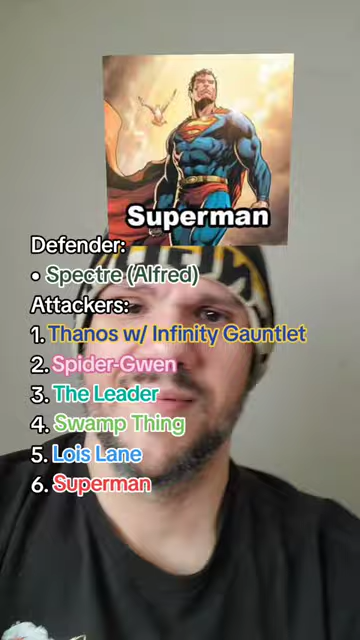 Superman
Defender:
• Spectre (Alfred)
Attackers:
1. Thanos w/ Infinity Gauntlet
2. Spider-Gwen
3. The Leader
4. Swamp Thing
5. Lois Lane
6. Superman